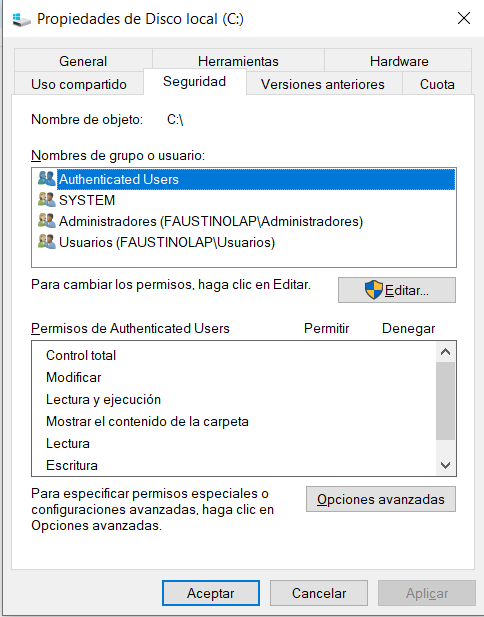 Propiedades de Disco local (C:)
General Herramientas Hardware
Uso compartido Seguridad Versiones anteriores Cuota
Nombre de objeto: C:\
Nombres de grupo o usuario:
Authenticated Users
SYSTEM
Administradores (FAUSTINOLAP\Administradores)
Usuarios (FAUSTINOLAP\Usuarios)
Para cambiar los permisos, haga clic en Editar.
Editar...
Permisos de Authenticated Users Permitir Denegar
Control total
Modificar
Lectura y ejecución
Mostrar el contenido de la carpeta
Lectura
Escritura
Para especificar permisos especiales o
configuraciones avanzadas, haga clic en
Opciones avanzadas.
Opciones avanzadas
Aceptar Cancelar Aplicar